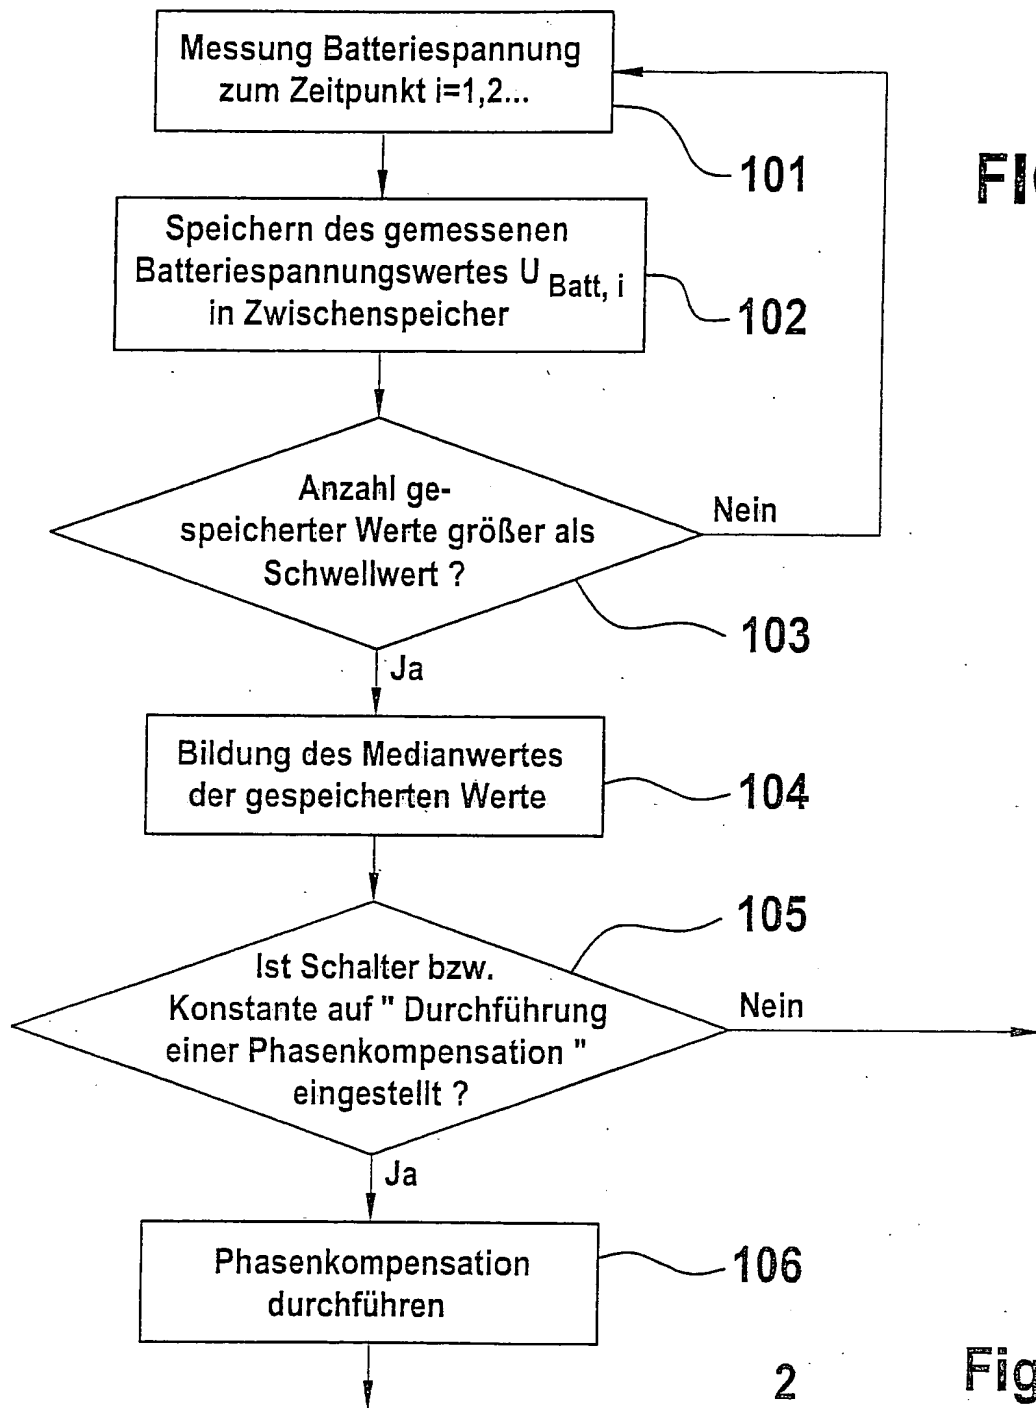 Messung Batteriespannung
zum Zeitpunkt i=1,2...
101
Speichern des gemessenen
Batteriespannungswertes U Batt, i
in Zwischenspeicher
102
Anzahl ge-
speicherter Werte größer als
Schwellwert ?
Nein
103
Ja
Bildung des Medianwertes
der gespeicherten Werte
104
105
Ist Schalter bzw.
Konstante auf " Durchführung
einer Phasenkompensation "
eingestellt ?
Nein
Ja
Phasenkompensation
durchführen
106
2
Fig